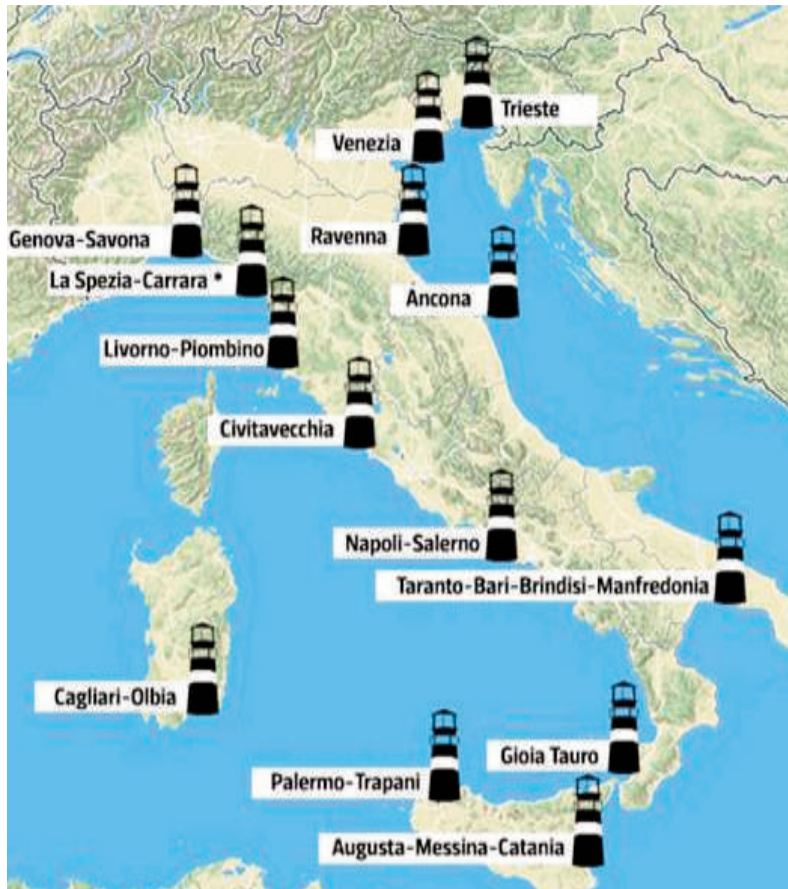 Trieste
Venezia
Genova-Savona
Ravenna
La Spezia-Carrara *
Ancona
Livorno-Piombino
Civitavecchia
Napoli-Salerno
Taranto-Bari-Brindisi-Manfredonia
Cagliari-Olbia
Gioia Tauro
Palermo-Trapani
Augusta-Messina-Catania